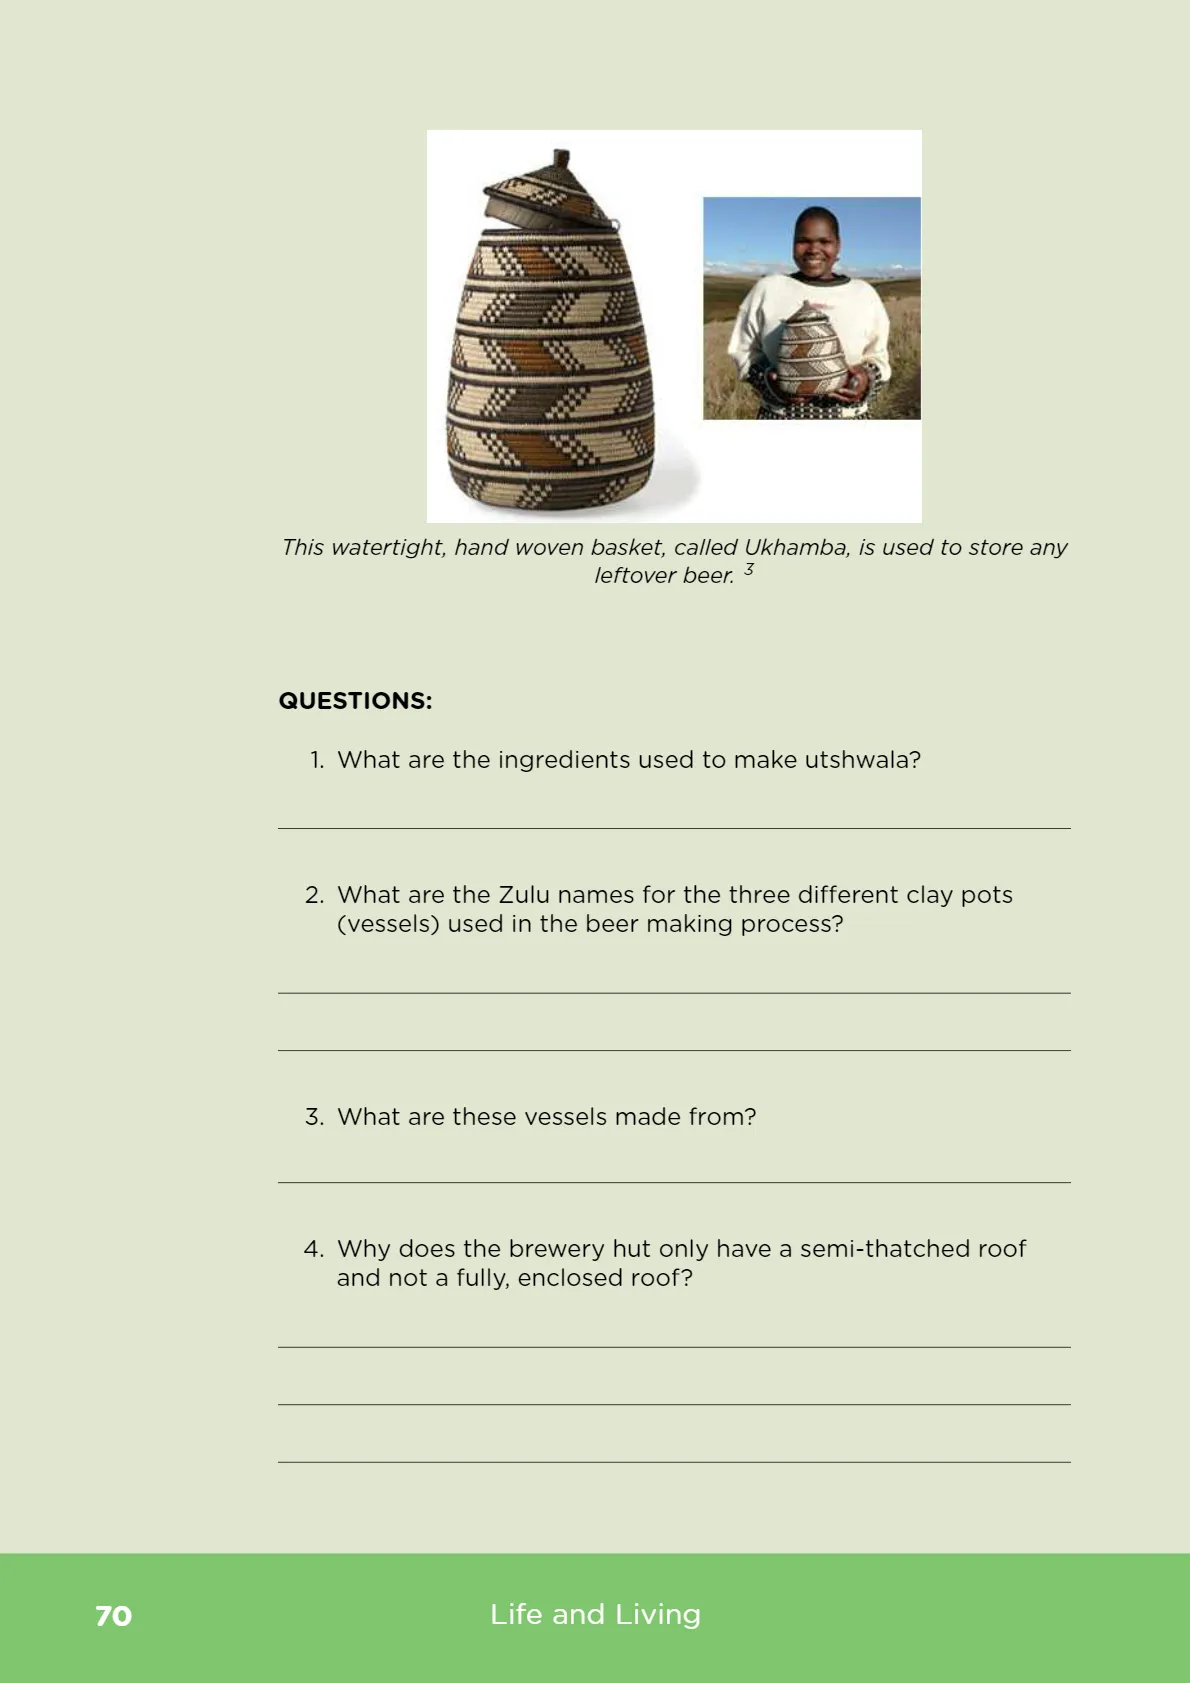 This watertight, hand woven basket, called Ukhamba, is used to store any
leftover beer. 3
QUESTIONS:
1. What are the ingredients used to make utshwala?
2. What are the Zulu names for the three different clay pots
(vessels) used in the beer making process?
3. What are these vessels made from?
4. Why does the brewery hut only have a semi-thatched roof
and not a fully, enclosed roof?
70
Life and Living